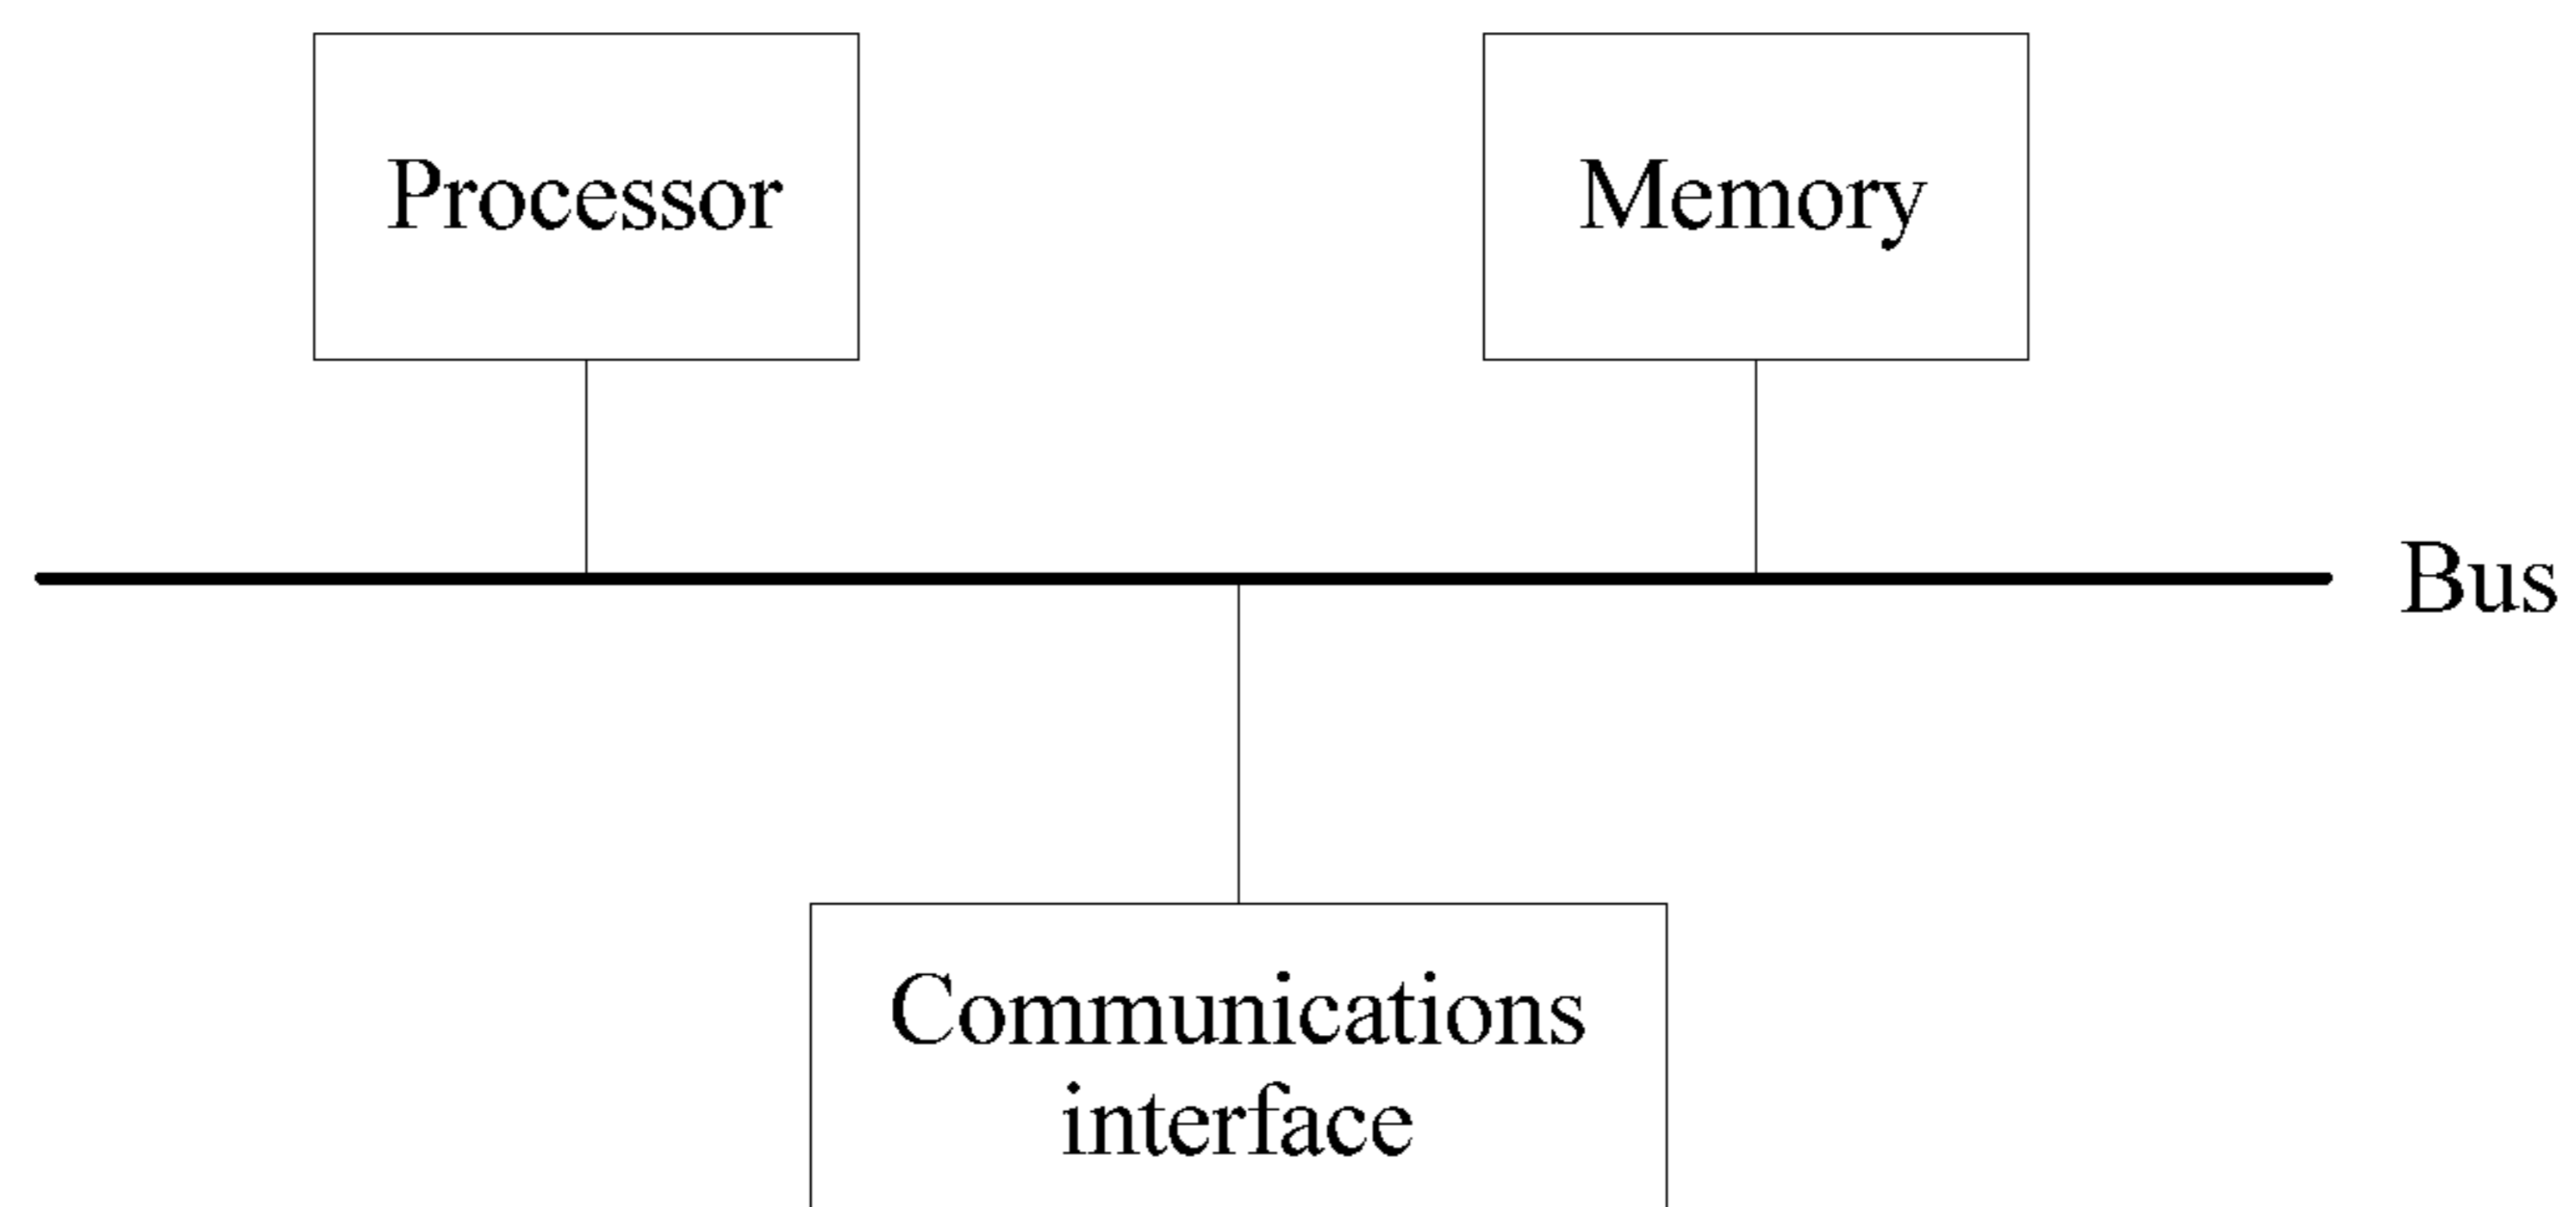 Processor
Memory
Bus
Communications
interface